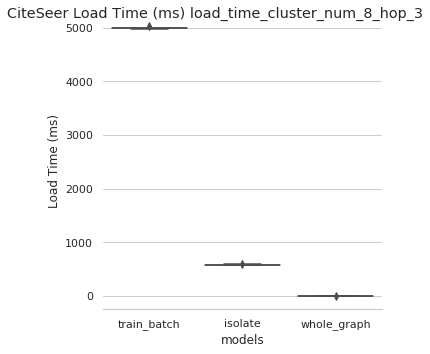 CiteSeer Load Time (ms) load_time_cluster_num_8_hop_3
5000
4000
3000
2000
1000
0
Load Time (ms)
train_batch
isolate
whole_graph
models